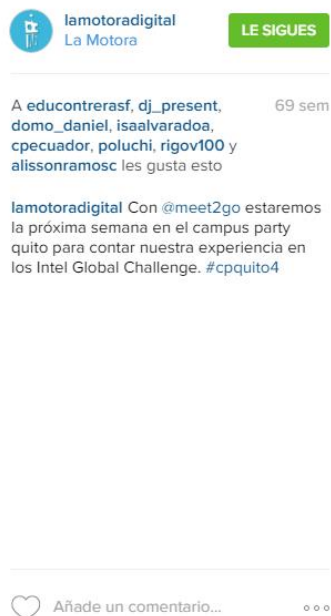 lamotoradigital
La Motora
LE SIGUES
A educontrerasf, dj_present,
domo_daniel, isaalvaradoa,
cpecuador, poluchi, rigov100 y
alissonramosc les gusta esto
69 sem
lamotoradigital Con @meet2go estaremos
la próxima semana en el campus party
quito para contar nuestra experiencia en
los Intel Global Challenge. #cpquito4
Añade un comentario...